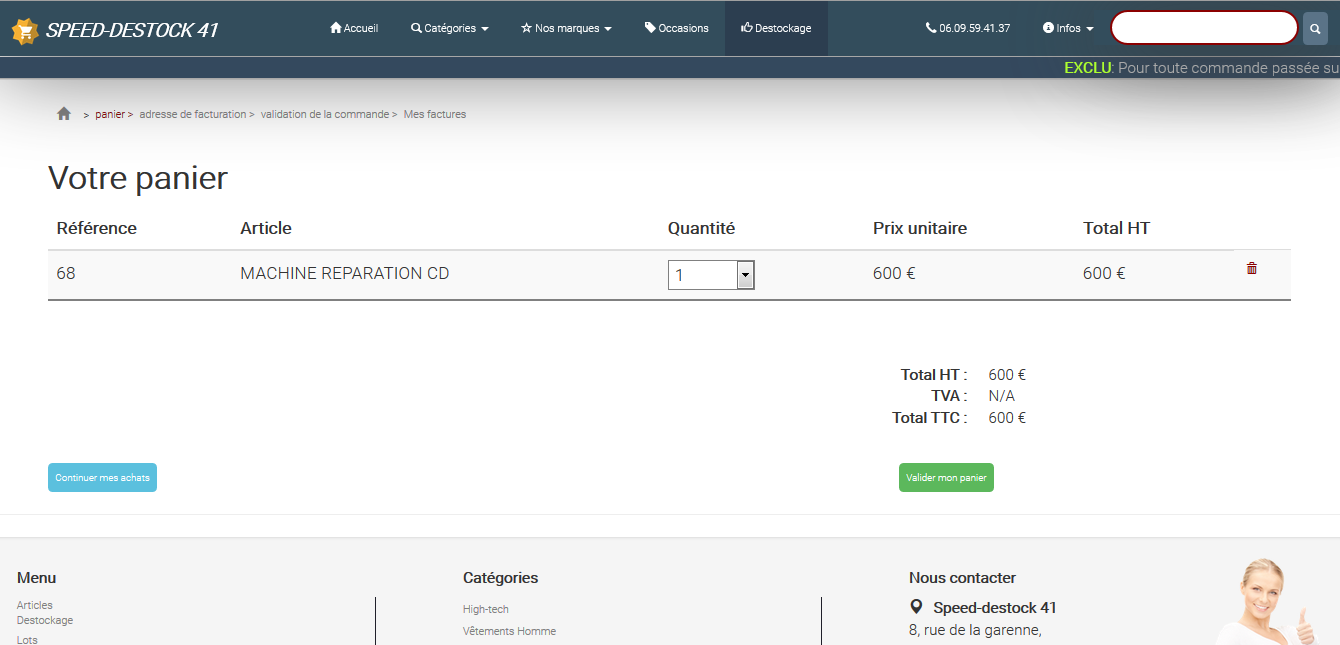 SPEED-DESTOCK 41 Accueil Catégories Nos marques Occasions Destockage 06.09.59.41.37 Infos
EXCLU: Pour toute commande passée su
> panier > adresse de facturation > validation de la commande > Mes factures
Votre panier
Référence Article Quantité Prix unitaire Total HT
68 MACHINE REPARATION CD 1 600 € 600 €
Total HT : 600 €
TVA : N/A
Total TTC : 600 €
Continuer mes achats Valider mon panier
Menu
Articles
Destockage
Lots
Catégories
High-tech
Vêtements Homme
Nous contacter
Speed-destock 41
8, rue de la garenne,